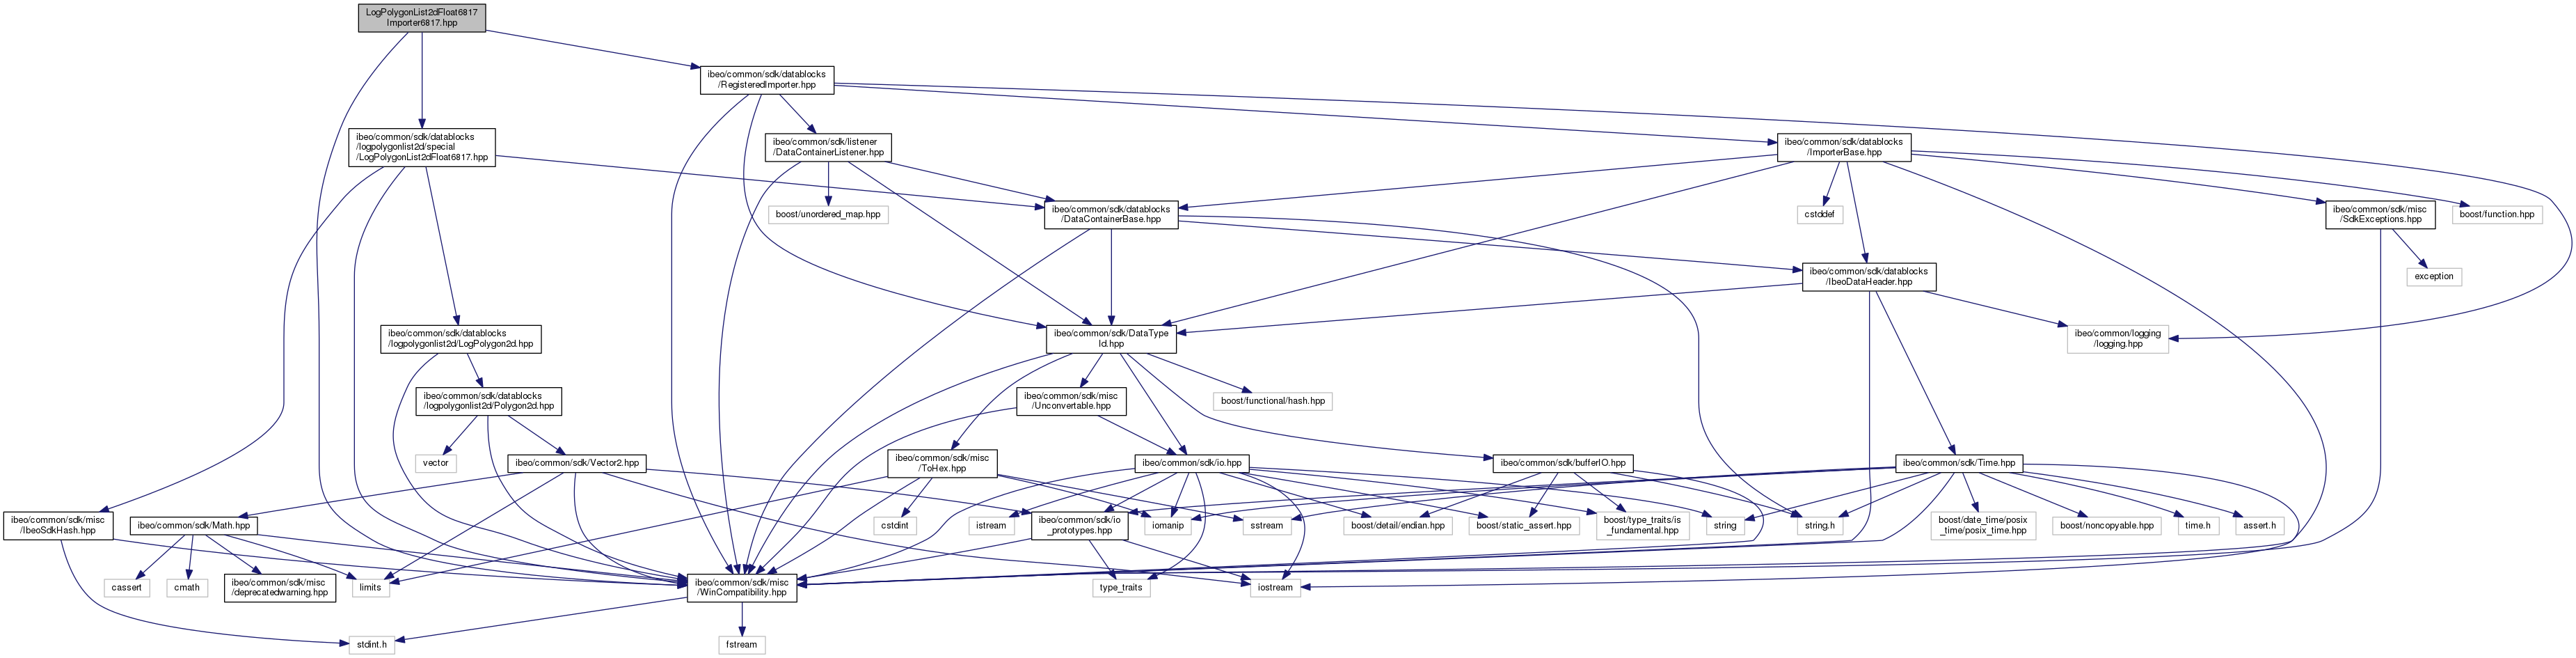 LogPolygonList2dFloat6817
Importer6817.hpp
ibeo/common/sdk/datablocks
/RegisteredImporter.hpp
ibeo/common/sdk/datablocks
/logpolygonlist2d/special
/LogPolygonList2dFloat6817.hpp
ibeo/common/sdk/listener
/DataContainerListener.hpp
ibeo/common/sdk/datablocks
/ImporterBase.hpp
boost/unordered_map.hpp
ibeo/common/sdk/datablocks
/DataContainerBase.hpp
cstddef
ibeo/common/sdk/misc
/SdkExceptions.hpp
boost/function.hpp
ibeo/common/sdk/datablocks
/IbeoDataHeader.hpp
exception
ibeo/common/sdk/datablocks
/logpolygonlist2d/LogPolygon2d.hpp
ibeo/common/sdk/DataType
Id.hpp
ibeo/common/logging
/logging.hpp
ibeo/common/sdk/datablocks
/logpolygonlist2d/Polygon2d.hpp
ibeo/common/sdk/misc
/Unconvertable.hpp
boost/functional/hash.hpp
vector
ibeo/common/sdk/Vector2.hpp
ibeo/common/sdk/misc
/ToHex.hpp
ibeo/common/sdk/io.hpp
ibeo/common/sdk/bufferIO.hpp
ibeo/common/sdk/Time.hpp
ibeo/common/sdk/misc
/IbeoSdkHash.hpp
ibeo/common/sdk/Math.hpp
cstdint
istream
ibeo/common/sdk/io
_prototypes.hpp
iomanip
sstream
boost/detail/endian.hpp
boost/static_assert.hpp
boost/type_traits/is
_fundamental.hpp
string
string.h
boost/date_time/posix
_time/posix_time.hpp
boost/noncopyable.hpp
time.h
assert.h
cassert
cmath
ibeo/common/sdk/misc
/deprecatedwarning.hpp
limits
ibeo/common/sdk/misc
/WinCompatibility.hpp
type_traits
iostream
stdint.h
fstream